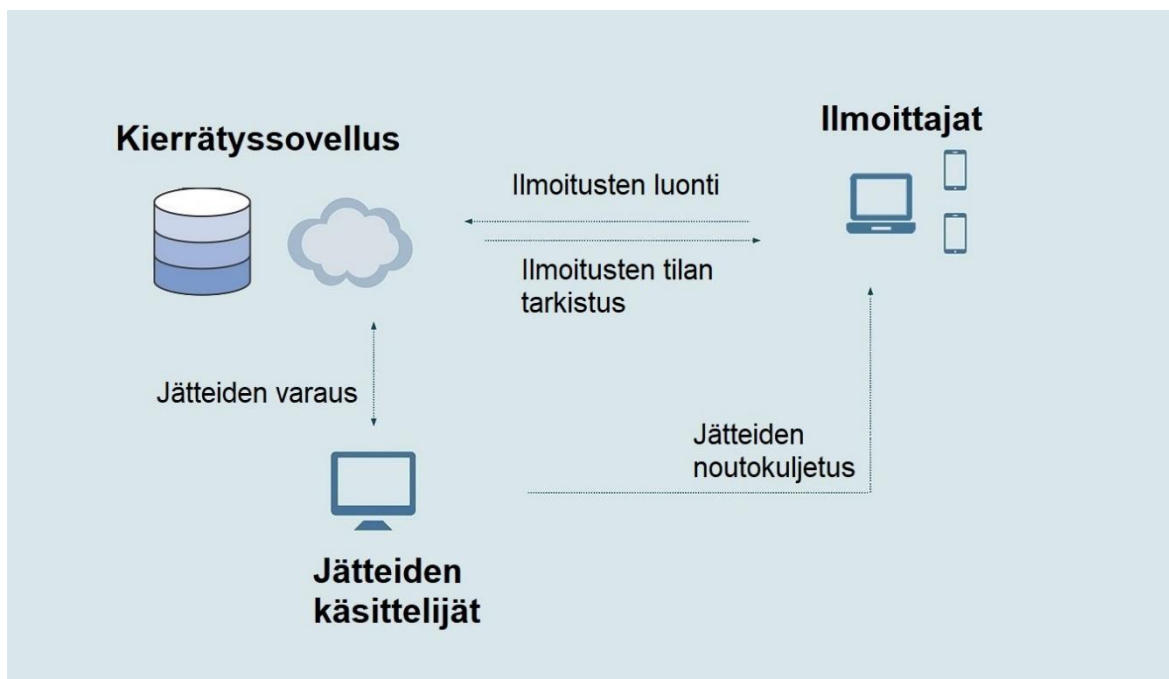 Kierrätyssovellus
Ilmoittajat
Ilmoitusten luonti
Ilmoitusten tilan
tarkistus
Jätteiden varaus
Jätteiden
noutokuljetus
Jätteiden
käsittelijät